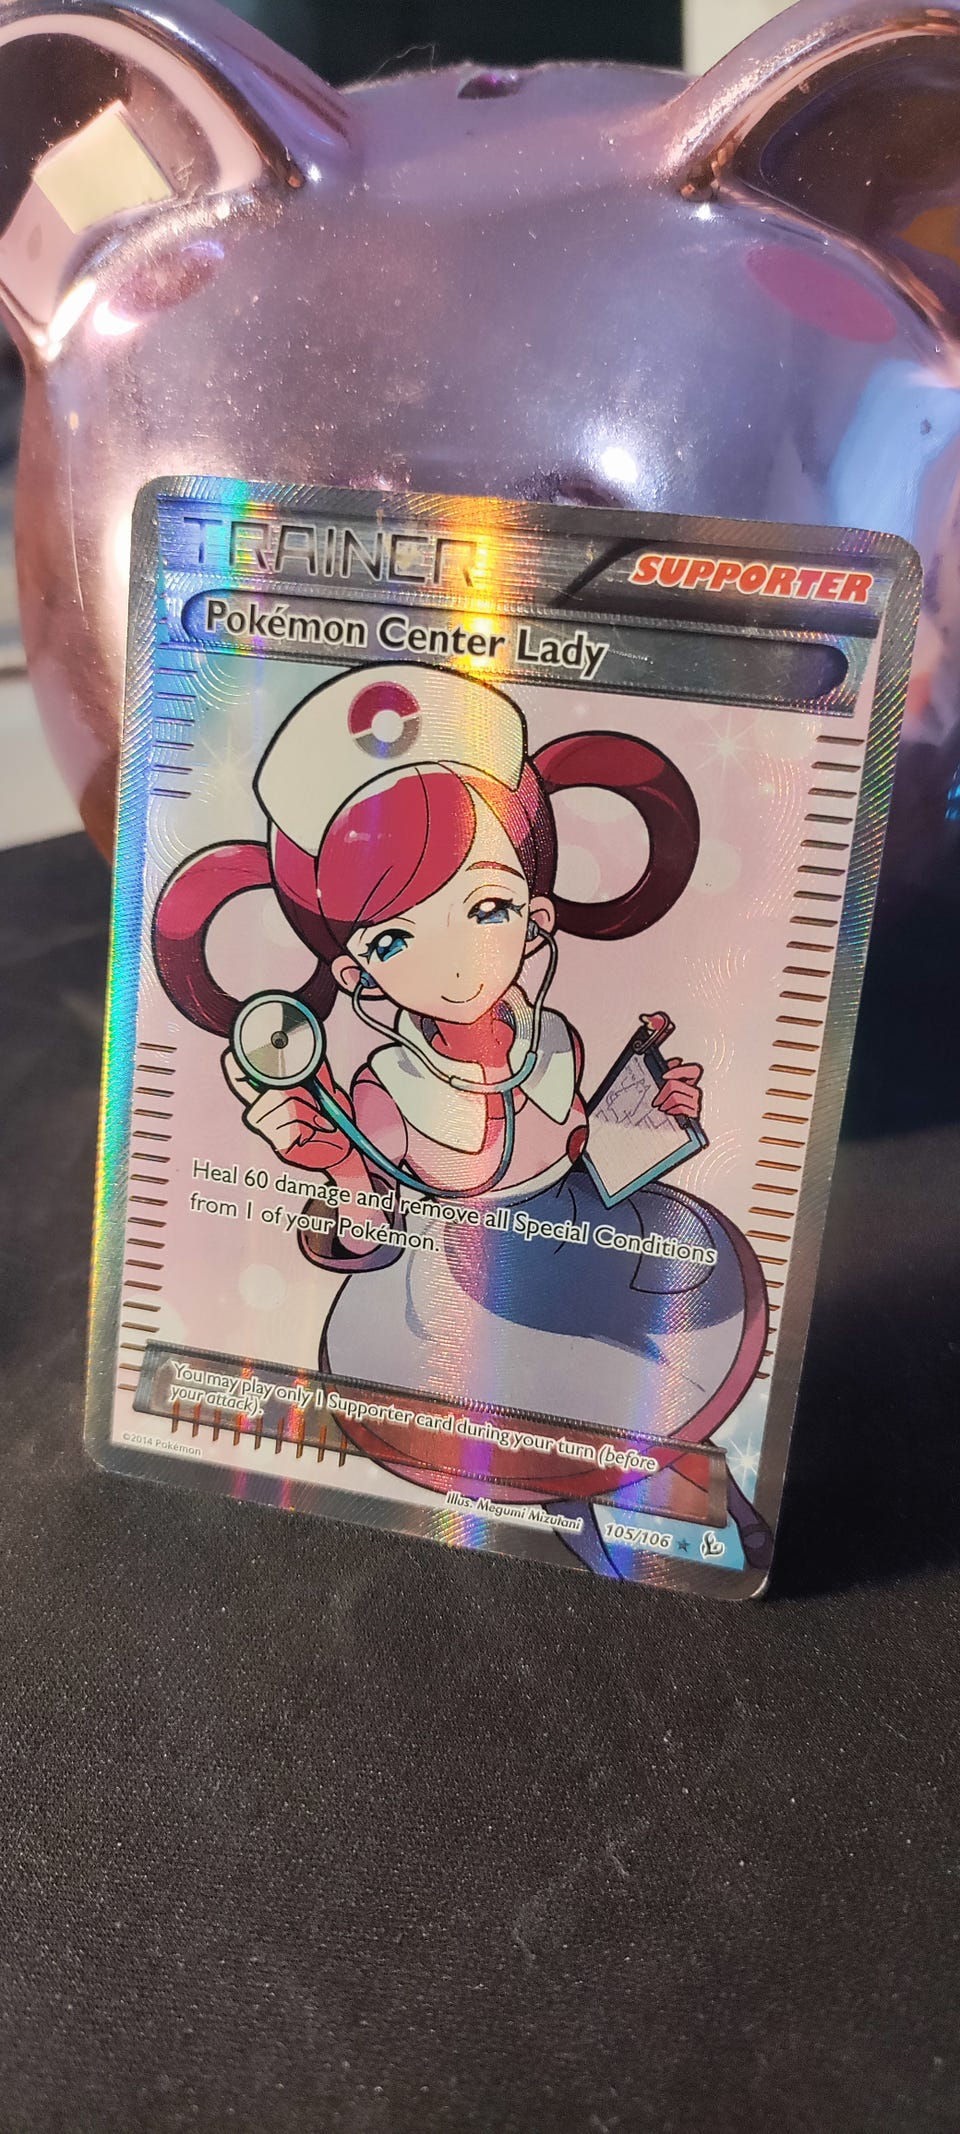 TRAINER
SUPPORTER
Pokémon Center Lady
Heal 60 damage and remove all Special Conditions
from 1 of your Pokémon.
You may play only 1 Supporter card during your turn (before
your attack).
©2014 Pokémon
Illus. Megumi Mizutani
105/106 ★